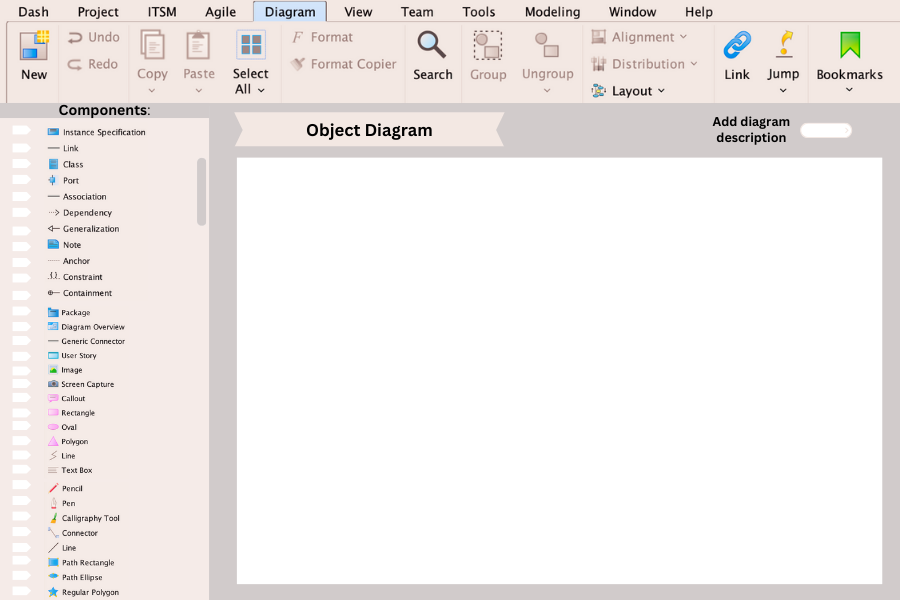 Dash Project ITSM Agile Diagram View Team Tools Modeling Window Help
New
Undo
Redo
Copy
Paste
Select
All
F Format
Format Copier
Search
Group
Ungroup
Alignment
Distribution
Layout
Link
Jump
Bookmarks
Components:
Instance Specification
Link
Class
Port
Association
Dependency
Generalization
Note
Anchor
Constraint
Containment
Package
Diagram Overview
Generic Connector
User Story
Image
Screen Capture
Callout
Rectangle
Oval
Polygon
Line
Text Box
Pencil
Pen
Calligraphy Tool
Connector
Line
Path Rectangle
Path Ellipse
Regular Polygon
Object Diagram
Add diagram
description